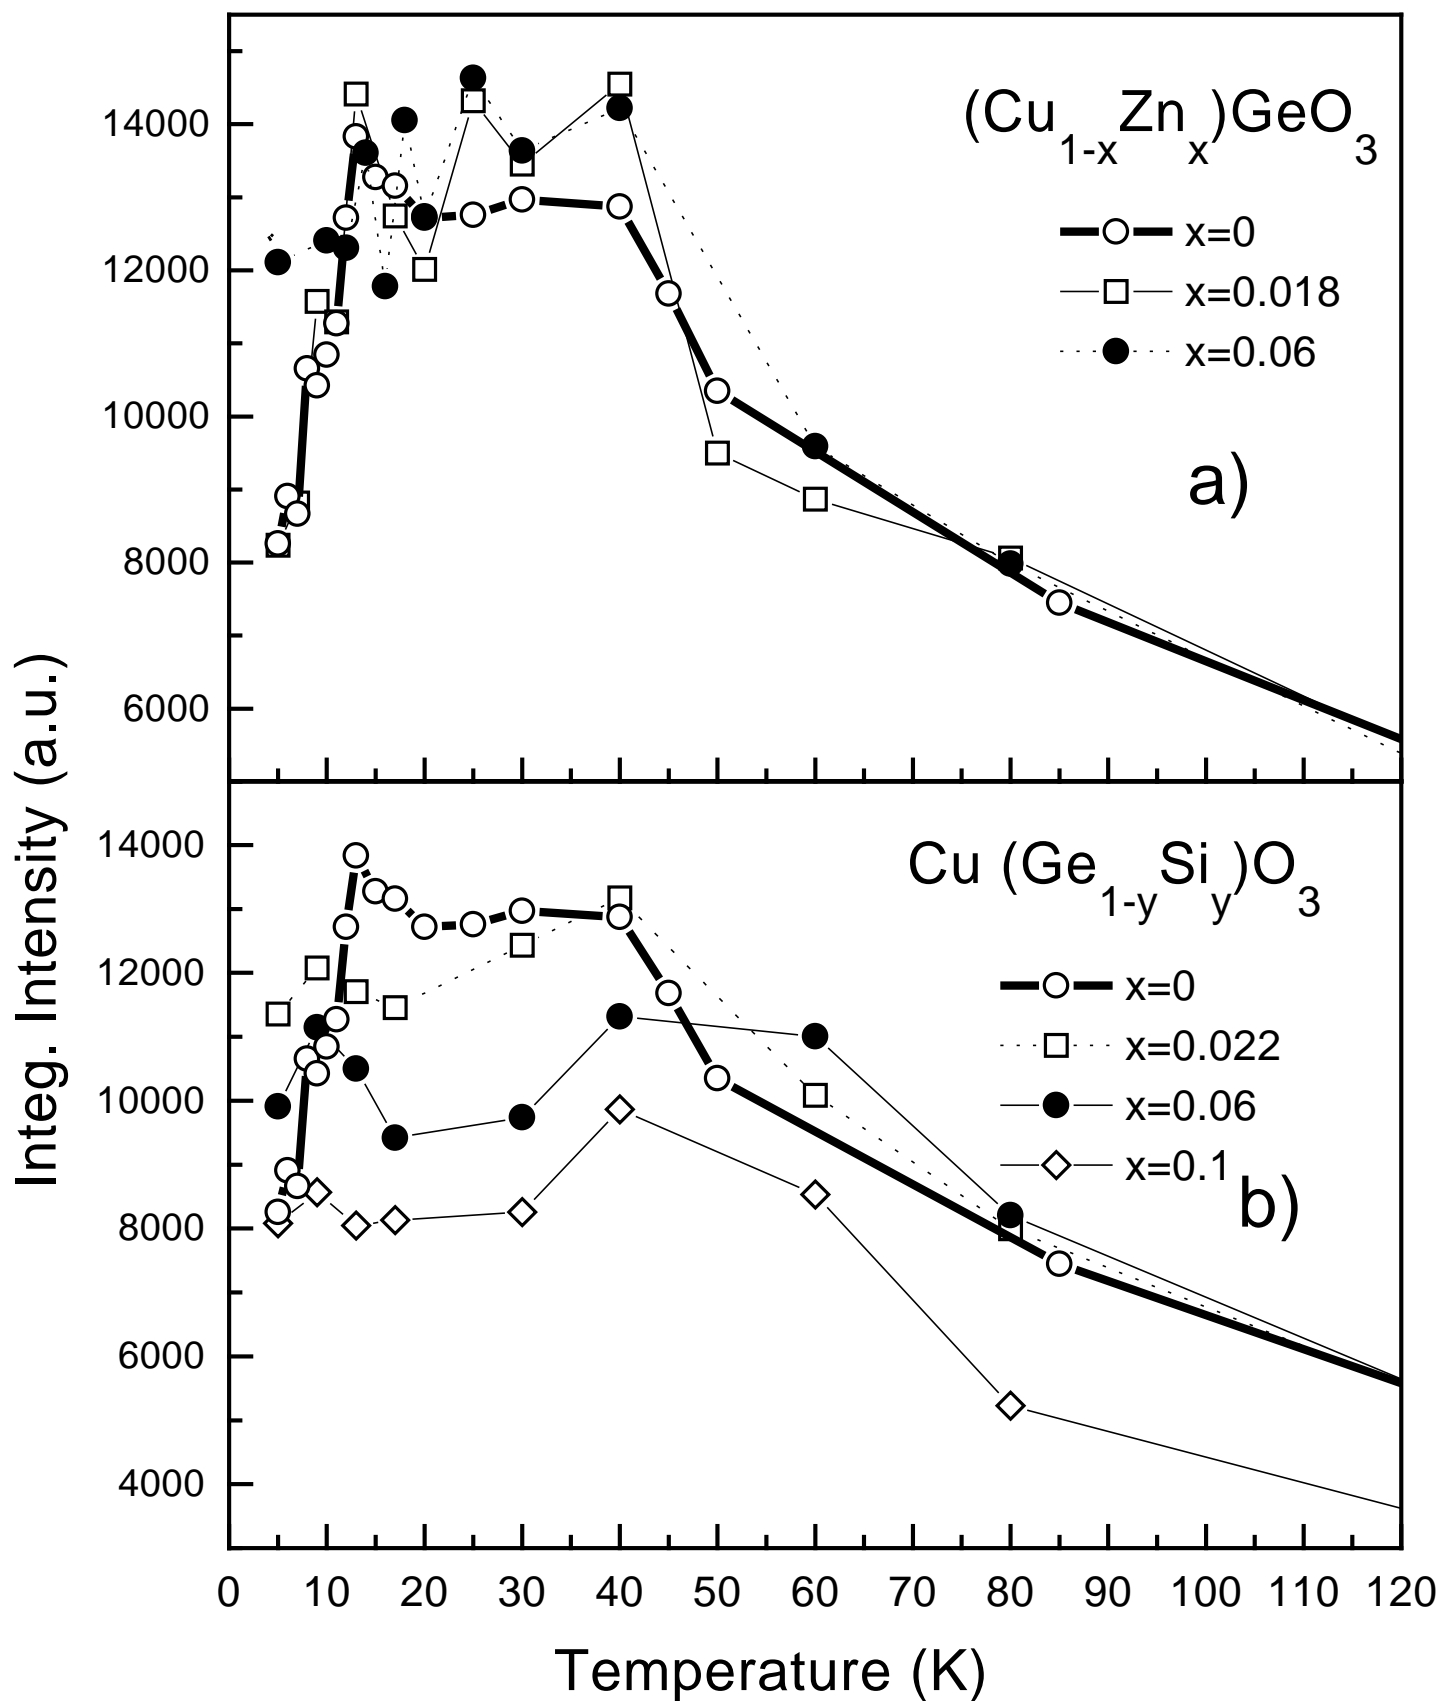 14000
12000
10000
8000
6000
(Cu1-xZnx)GeO3
x=0
x=0.018
x=0.06
a)
Integ. Intensity (a.u.)
14000
12000
10000
8000
6000
4000
Cu (Ge1-ySiy)O3
x=0
x=0.022
x=0.06
x=0.1
b)
0 10 20 30 40 50 60 70 80 90 100 110 120
Temperature (K)